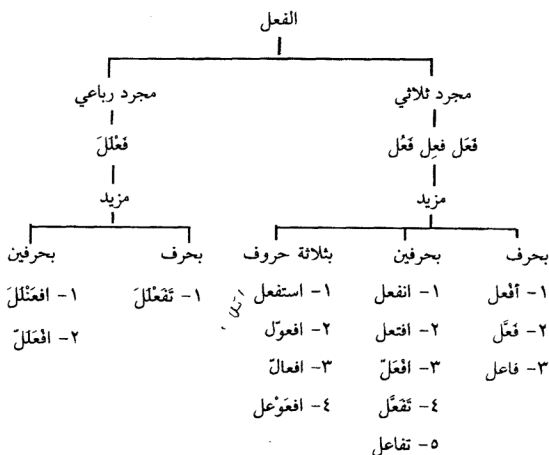 الفعل
مجرد ثلاثي
مجرد رباعي
فَعَل فعِل فَعُل
فَعْلَلَ
مزيد
مزيد
بحرف
بحرفين
بثلاثة حروف
بحرف
بحرفين
١- أفْعل
١- انفعل
١- استفعل
١- تَفَعْلَلَ
١- افعَنْلَلَ
٢- فَعَّل
٢- افتعل
٢- افعوّل
٢- افْعَلَلّ
٣- فاعل
٣- افْعَلّ
٣- افعالّ
٤- تَفَعَّل
٤- افعَوْعل
٥- تفاعل